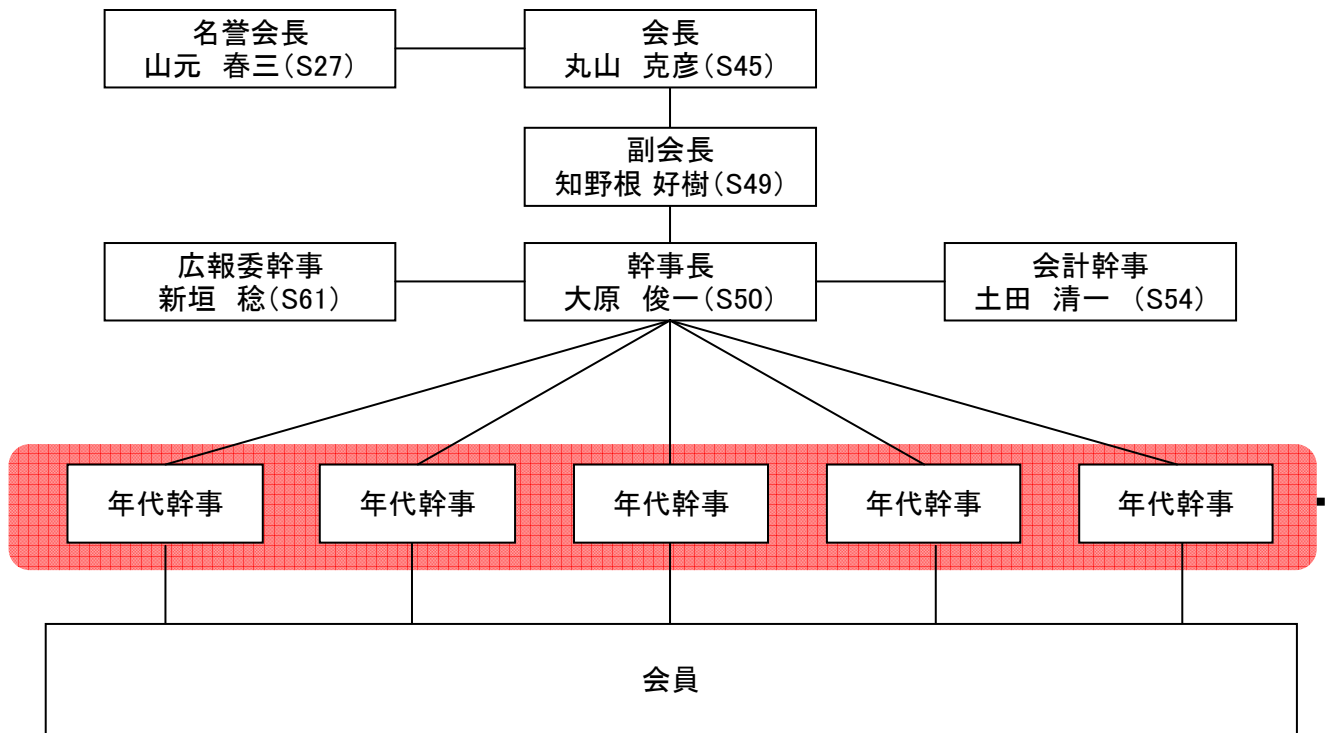 名誉会長
山元　春三（S27）
会長
丸山　克彦（S45）
副会長
知野根 好樹（S49）
広報委幹事
新垣　稔（S61）
幹事長
大原　俊一（S50）
会計幹事
土田　清一　（S54）
年代幹事
年代幹事
年代幹事
年代幹事
年代幹事
会員